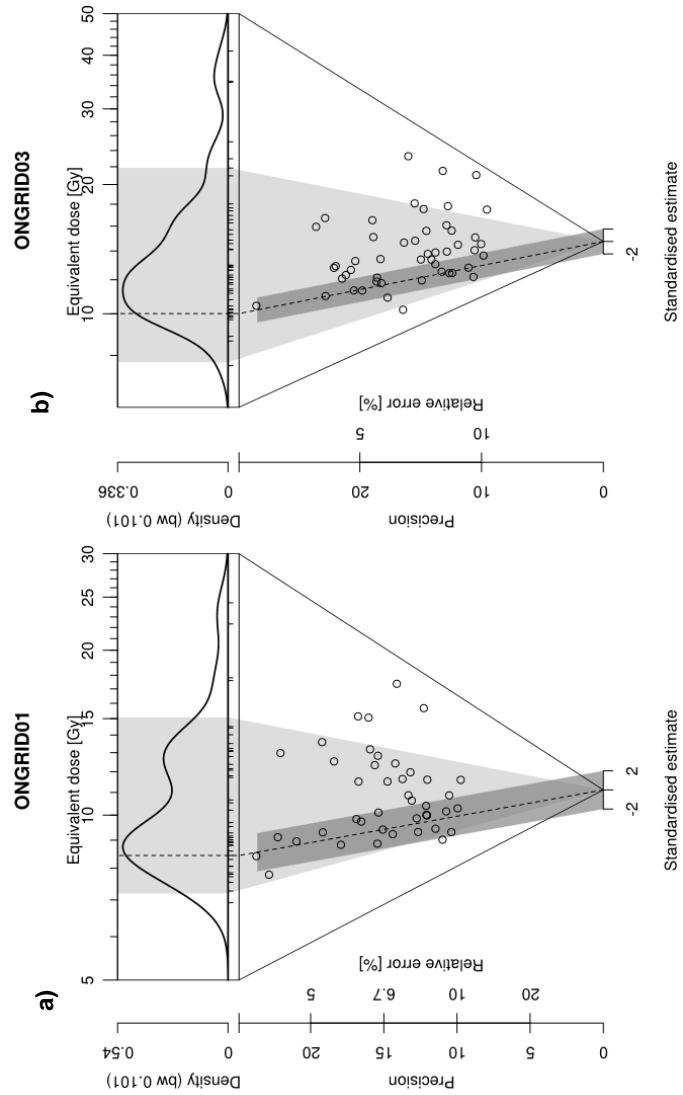 a)
ONGRID01
Equivalent dose [Gy]
5
10
15
20
25
30
0.54
0
Density (bw 0.101)
Relative error [%]
5
6.7
10
20
Precision
20
15
10
5
0
-2
2
Standardised estimate
b)
ONGRID03
Equivalent dose [Gy]
10
20
30
40
50
0.336
0
Density (bw 0.101)
Relative error [%]
5
10
Precision
20
10
0
-2
Standardised estimate